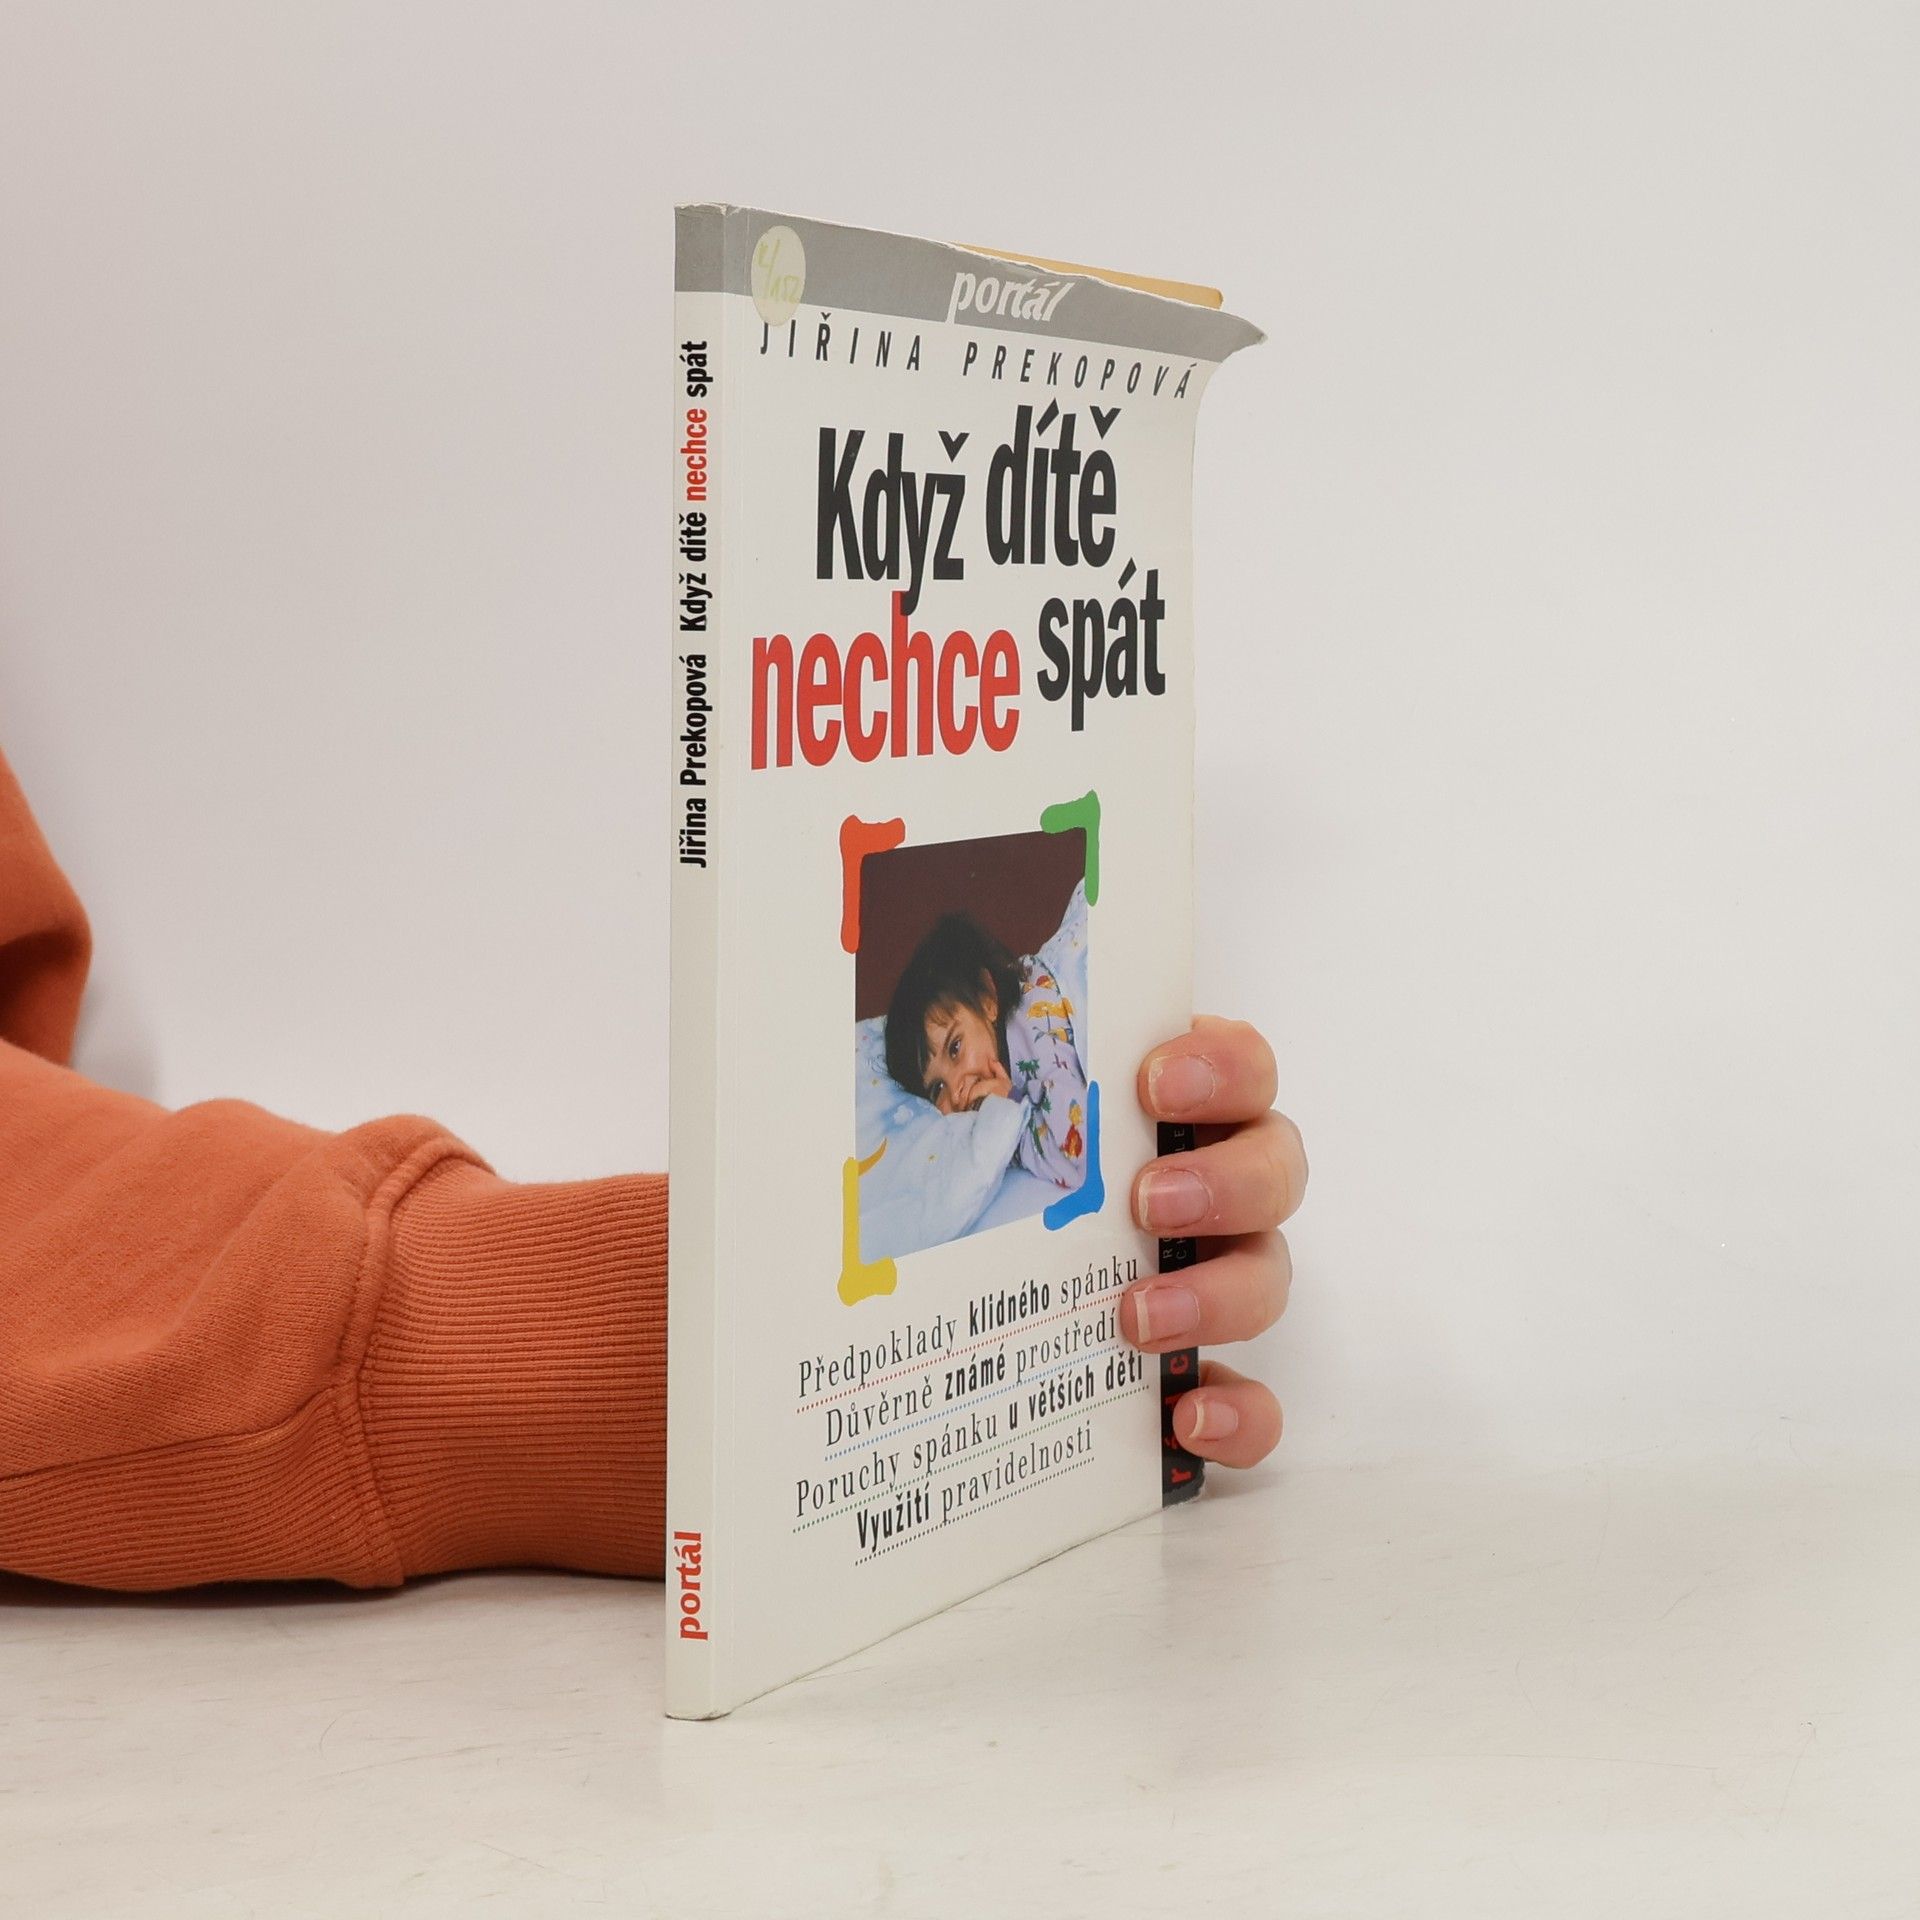 Jiřina Prekopová Když dítě nechce spát
portál
portál
JIŘINA PREKOPOVÁ
Když dítě
nechce spát
Předpoklady klidného spánku
Důvěrně známé prostředí
Poruchy spánku u větších dětí
Využití pravidelnosti